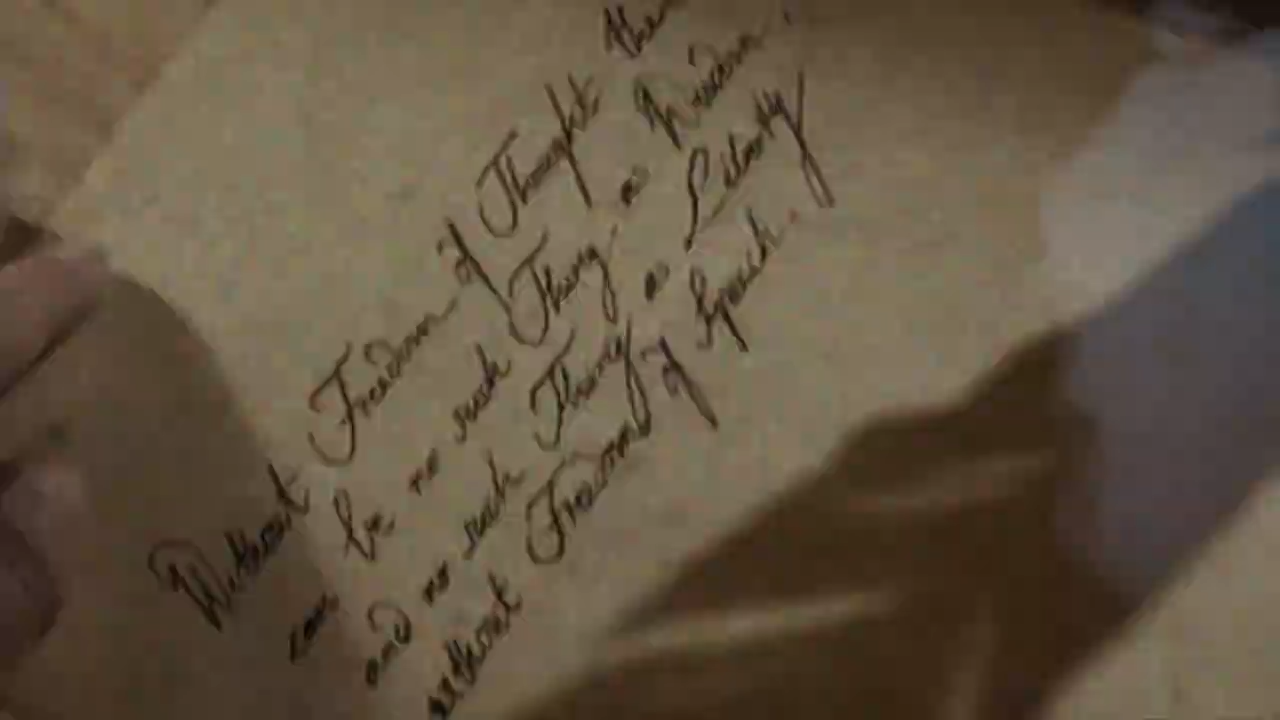 Without Freedom of Thought the
can be no such Thing as Wisdom.
and no such Thing as Liberty
without Freedom of Speech.